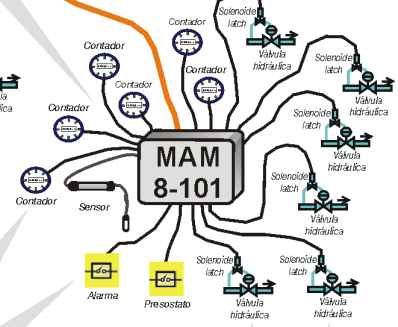 Solenoide
latch
Válvula
hidráulica
Contador
Contador
Contador
Contador
Contador
Contador
Solenoide
latch
Válvula
hidráulica
Solenoide
latch
Válvula
hidráulica
MAM
8-101
Solenoide
latch
Válvula
hidráulica
Sensor
Alarma
Presostato
Solenoide
latch
Válvula
hidráulica
Solenoide
latch
Válvula
hidráulica